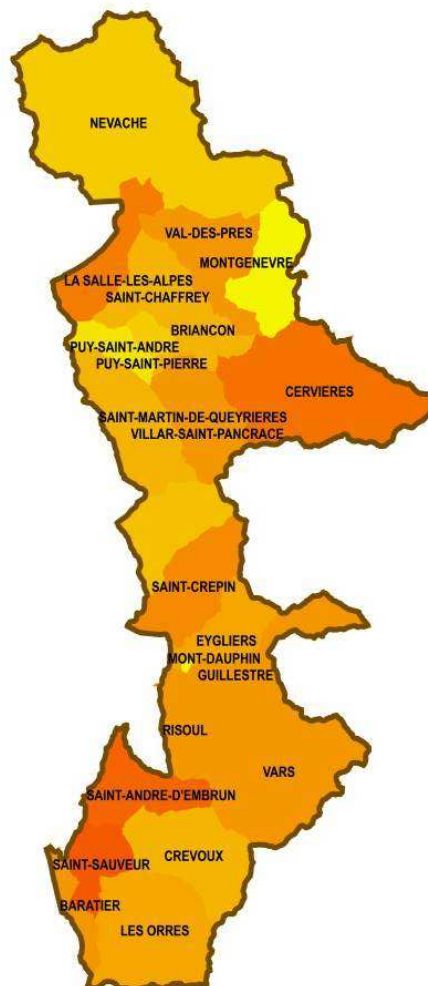 NEVACHE
VAL-DES-PRES
MONTGENEVRE
LA SALLE-LES-ALPES
SAINT-CHAFFREY
BRIANCON
PUY-SAINT-ANDRE
PUY-SAINT-PIERRE
CERVIERES
SAINT-MARTIN-DE-QUEYRIERES
VILLAR-SAINT-PANCRACE
SAINT-CREPIN
EYGLIERS
MONT-DAUPHIN
GUILLESTRE
RISOUL
VARS
SAINT-ANDRE-D'EMBRUN
CREVOUX
SAINT-SAUVEUR
BARATIER
LES ORRES